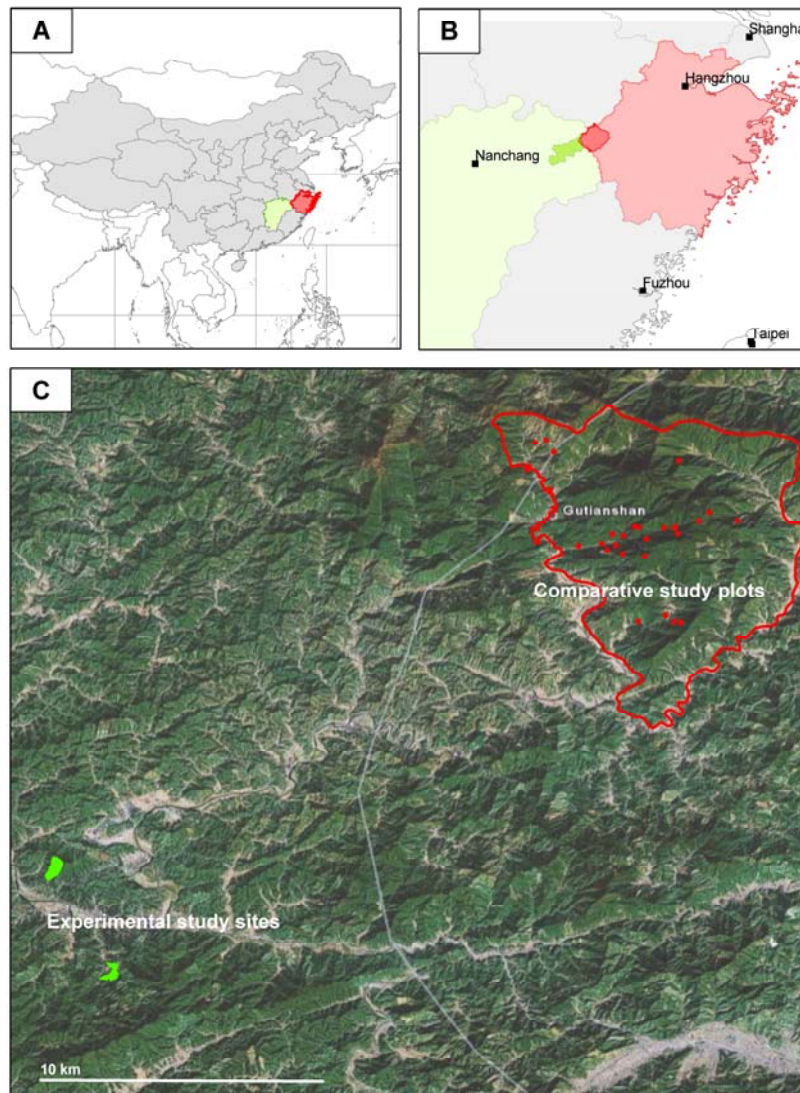 A
B
Shangha
Hangzhou
Nanchang
Fuzhou
Taipei
C
Gutianshan
Comparative study plots
Experimental study sites
10 km